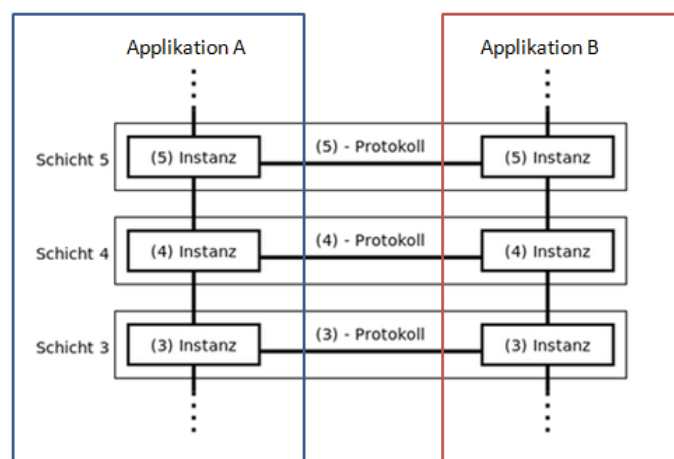 Applikation A
Applikation B
Schicht 5
(5) Instanz
(5) - Protokoll
(5) Instanz
Schicht 4
(4) Instanz
(4) - Protokoll
(4) Instanz
Schicht 3
(3) Instanz
(3) - Protokoll
(3) Instanz